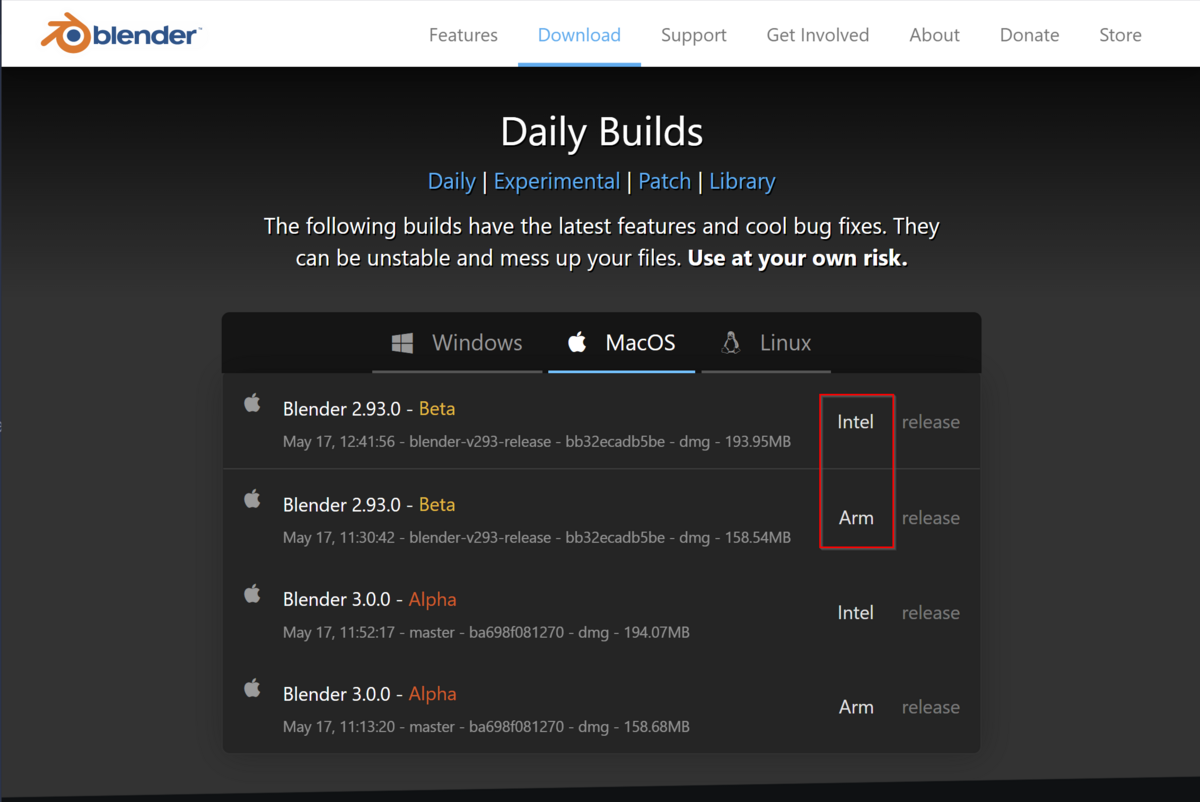 blender™
Features Download Support Get Involved About Donate Store
Daily Builds
Daily | Experimental | Patch | Library
The following builds have the latest features and cool bug fixes. They
can be unstable and mess up your files. Use at your own risk.
Windows MacOS Linux
Blender 2.93.0 - Beta
May 17, 12:41:56 - blender-v293-release - bb32ecadb5be - dmg - 193.95MB
Intel release
Blender 2.93.0 - Beta
May 17, 11:30:42 - blender-v293-release - bb32ecadb5be - dmg - 158.54MB
Arm release
Blender 3.0.0 - Alpha
May 17, 11:52:17 - master - ba698f081270 - dmg - 194.07MB
Intel release
Blender 3.0.0 - Alpha
May 17, 11:13:20 - master - ba698f081270 - dmg - 158.68MB
Arm release